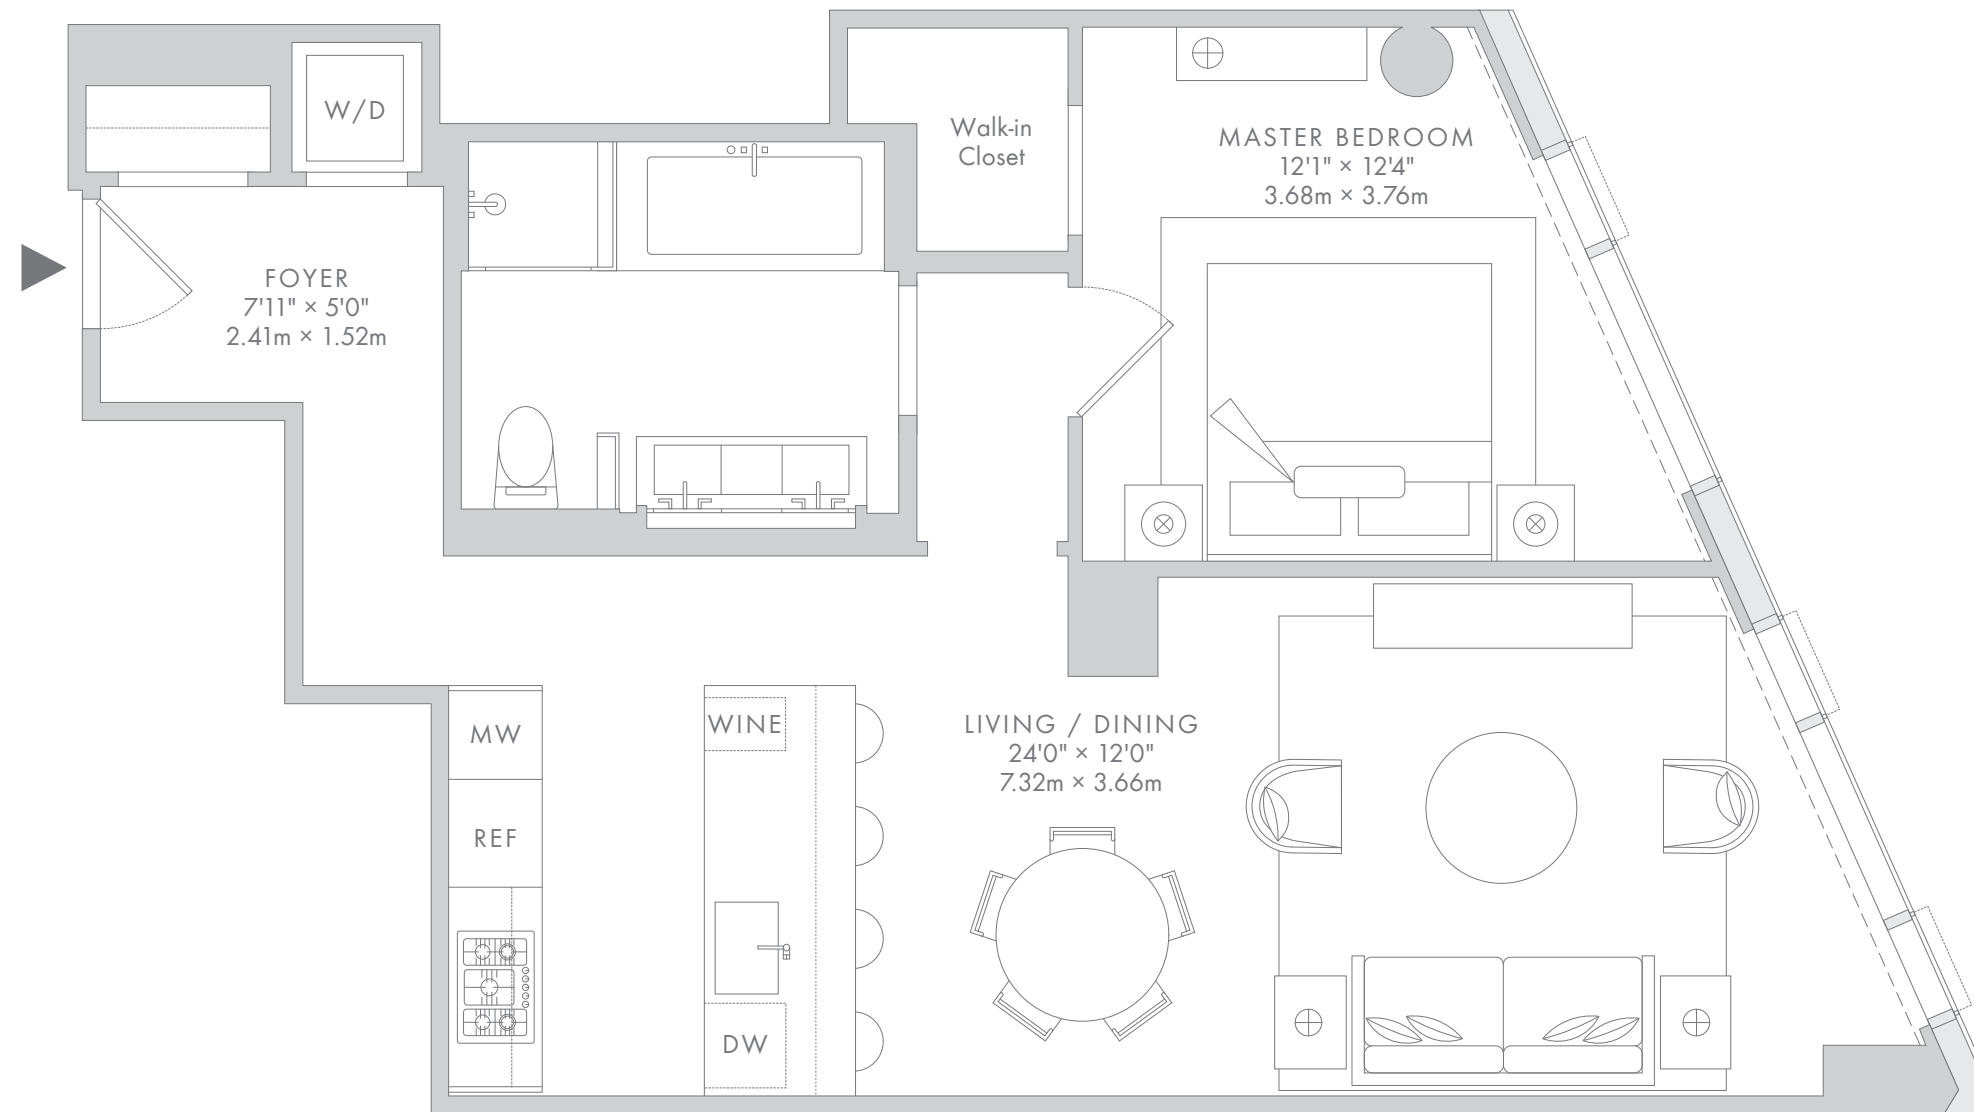 W/D
Walk-in
Closet
MASTER BEDROOM
12'1" × 12'4"
3.68m × 3.76m
FOYER
7'11" × 5'0"
2.41m × 1.52m
MW
WINE
LIVING / DINING
24'0" × 12'0"
7.32m × 3.66m
REF
DW